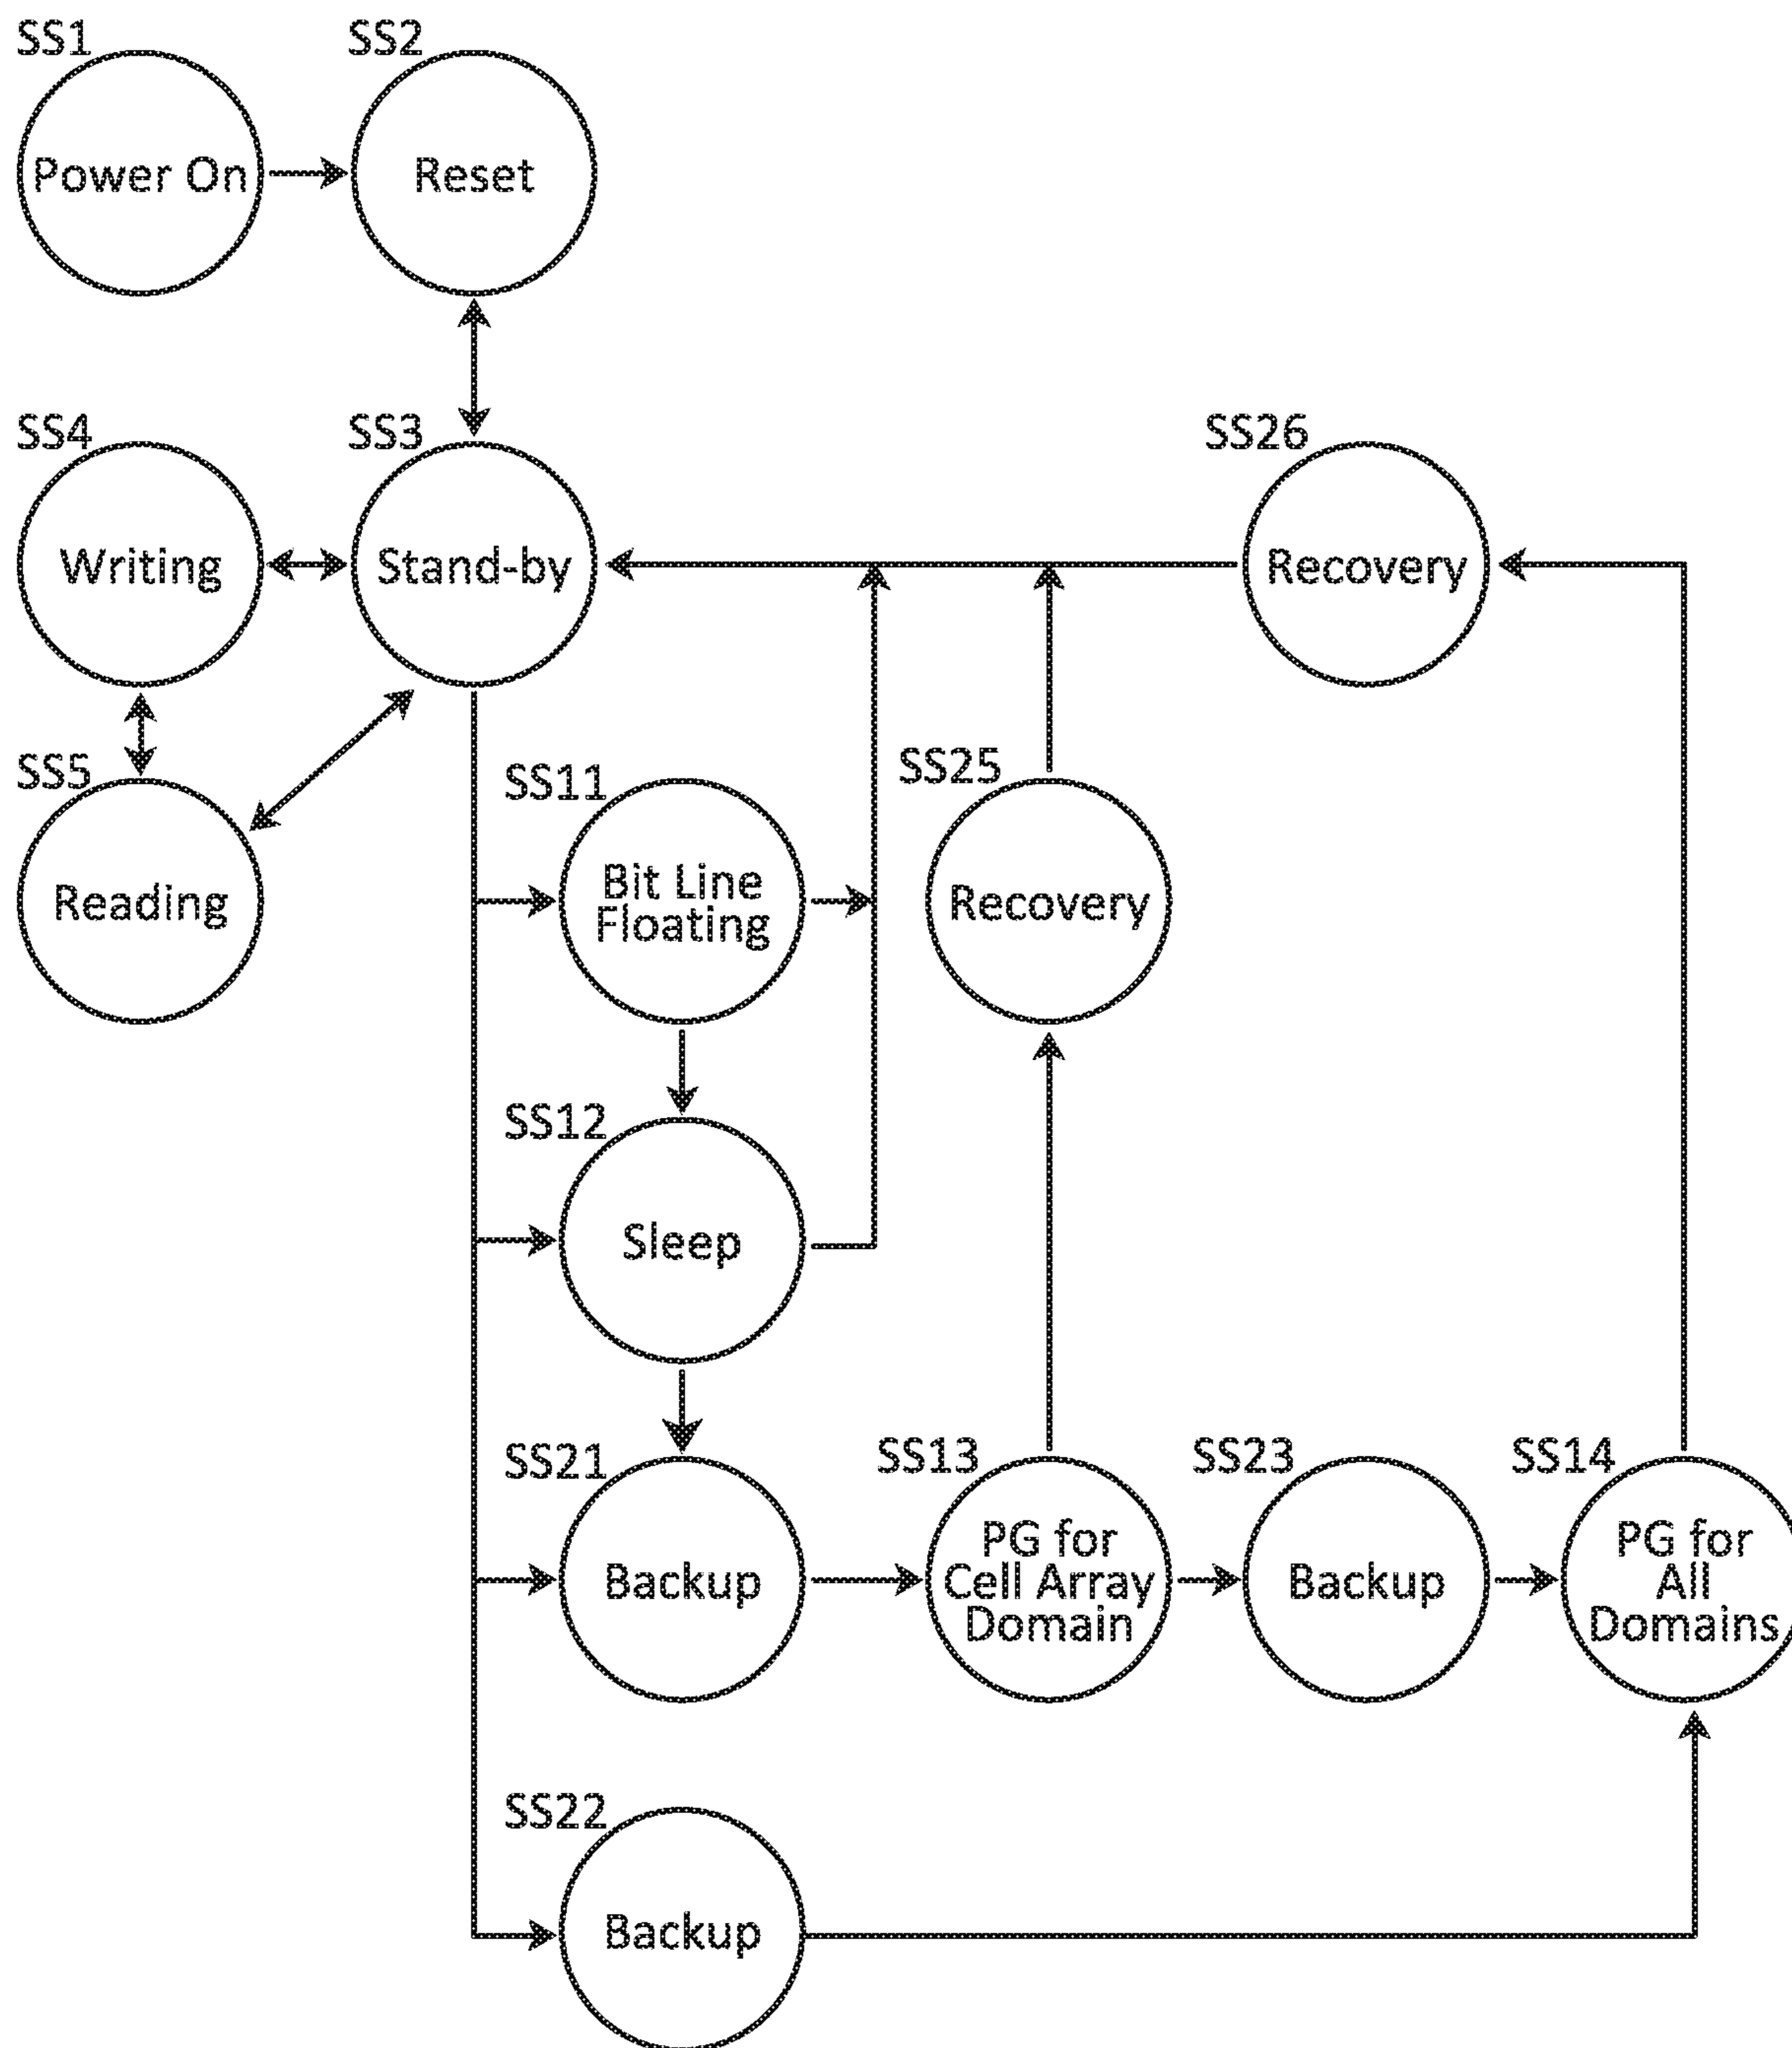 SS1
SS2
Power On
Reset
SS4
SS3
SS26
Writing
Stand-by
Recovery
SS5
SS11
SS25
Reading
Bit Line
Floating
Recovery
SS12
Sleep
SS21
SS13
SS23
SS14
Backup
PG for
Cell Array
Domain
Backup
PG for
All
Domains
SS22
Backup